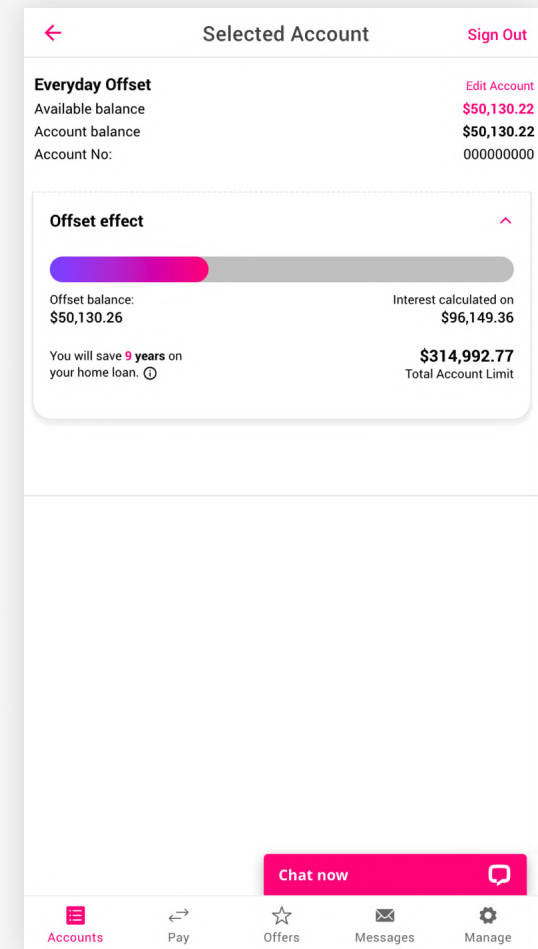 Selected Account
Sign Out
Everyday Offset
Edit Account
Available balance
$50,130.22
Account balance
$50,130.22
Account No:
000000000
Offset effect
Offset balance:
Interest calculated on
$50,130.26
$96,149.36
You will save 9 years on
your home loan.
$314,992.77
Total Account Limit
Chat now
Accounts
Pay
Offers
Messages
Manage